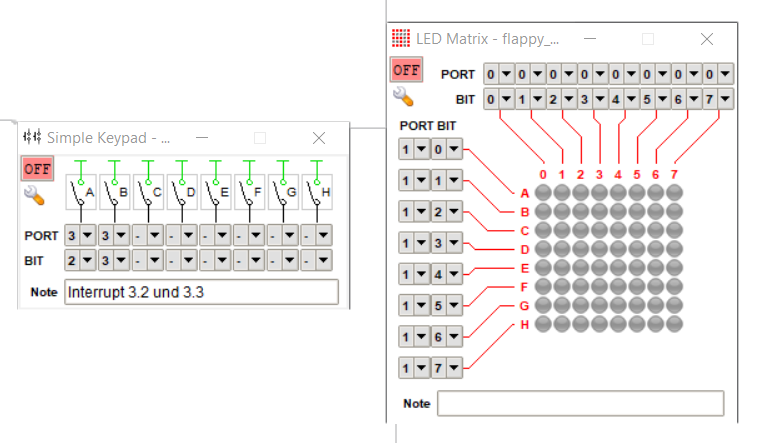 Simple Keypad - ...
OFF
A B C D E F G H
PORT 3 3 - - - - - -
BIT 2 3 - - - - - -
Note Interrupt 3.2 und 3.3
LED Matrix - flappy_...
OFF PORT 0 0 0 0 0 0 0 0
BIT 0 1 2 3 4 5 6 7
PORT BIT
1 0
0 1 2 3 4 5 6 7
1 1
A
1 2
B
1 3
C
1 4
D
1 5
E
1 6
F
1 7
G
H
Note